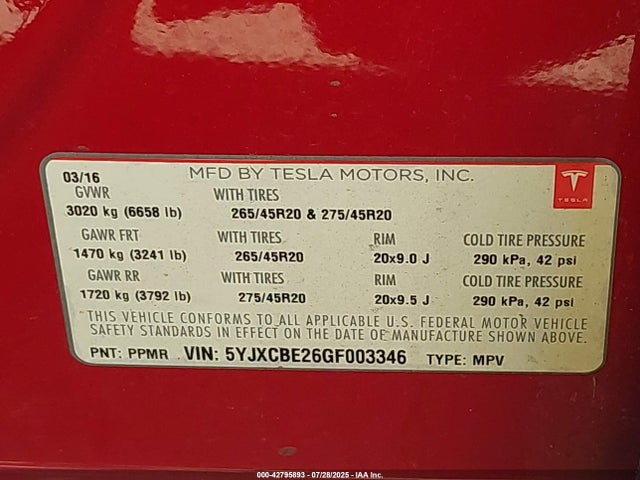 03/16 MFD BY TESLA MOTORS, INC.
GVWR WITH TIRES
3020 kg (6658 lb) 265/45R20 & 275/45R20
TESLA
GAWR FRT WITH TIRES RIM COLD TIRE PRESSURE
1470 kg (3241 lb) 265/45R20 20x9.0 J 290 kPa, 42 psi
GAWR RR WITH TIRES RIM COLD TIRE PRESSURE
1720 kg (3792 lb) 275/45R20 20x9.5 J 290 kPa, 42 psi
THIS VEHICLE CONFORMS TO ALL APPLICABLE U.S. FEDERAL MOTOR VEHICLE
SAFETY STANDARDS IN EFFECT ON THE DATE OF MANUFACTURE SHOWN ABOVE.
PNT: PPMR VIN: 5YJXCBE26GF003346 TYPE: MPV
000-42795893 | 07/28/2025 | IAA Inc.